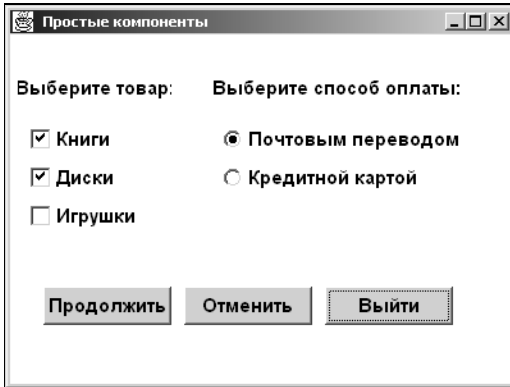 Простые компоненты
Выберите товар: Выберите способ оплаты:
Книги Почтовым переводом
Диски Кредитной картой
Игрушки
Продолжить Отменить Выйти